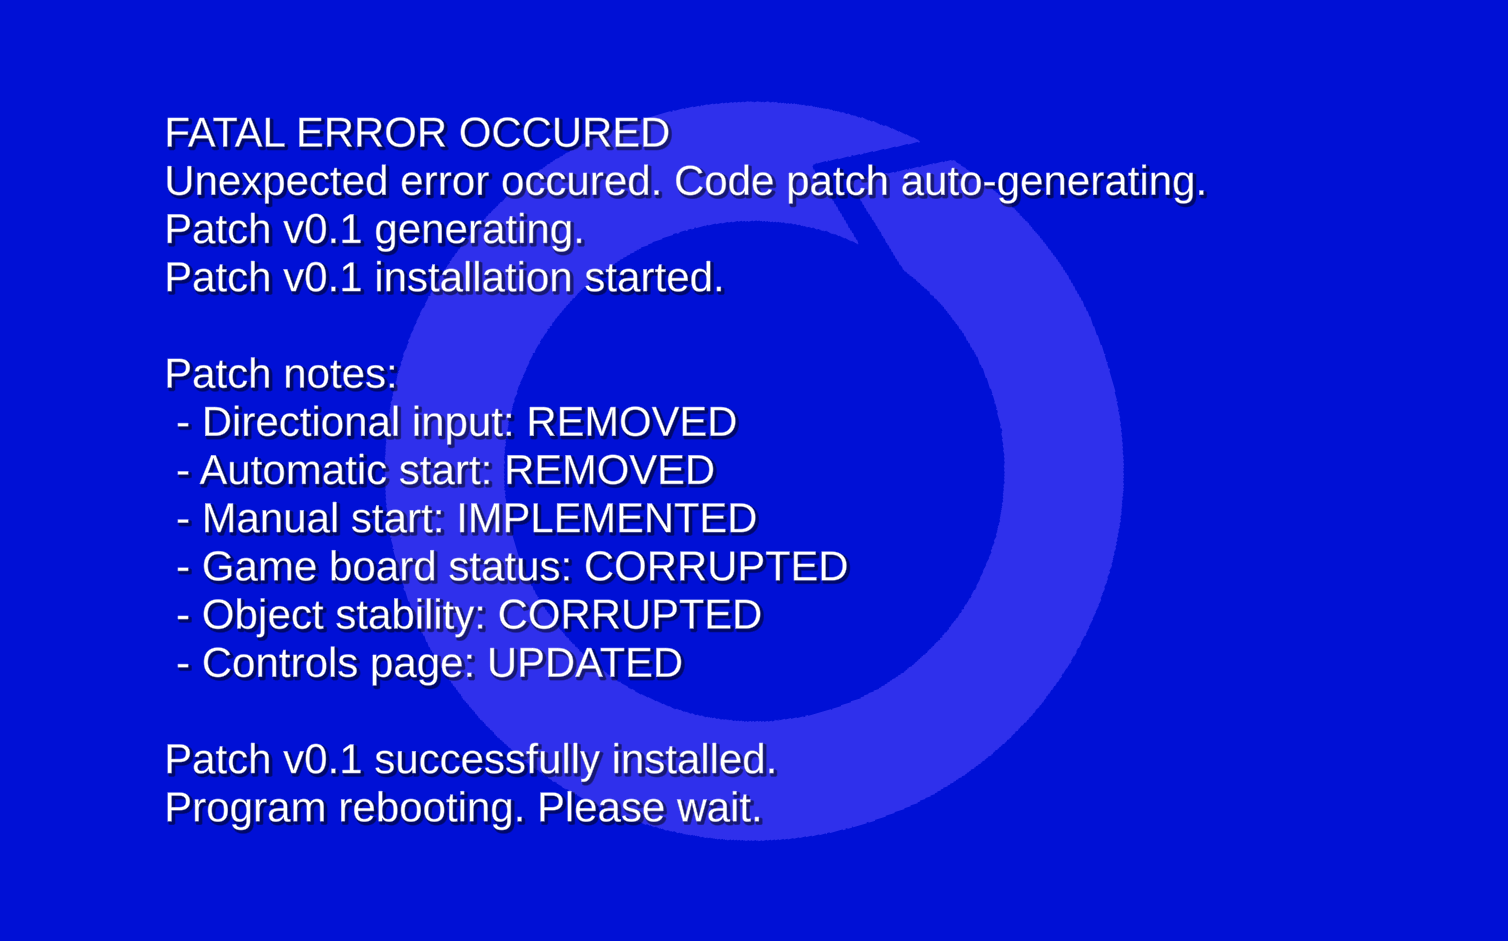 FATAL ERROR OCCURED
Unexpected error occured. Code patch auto-generating.
Patch v0.1 generating.
Patch v0.1 installation started.
Patch notes:
- Directional input: REMOVED
- Automatic start: REMOVED
- Manual start: IMPLEMENTED
- Game board status: CORRUPTED
- Object stability: CORRUPTED
- Controls page: UPDATED
Patch v0.1 successfully installed.
Program rebooting. Please wait.